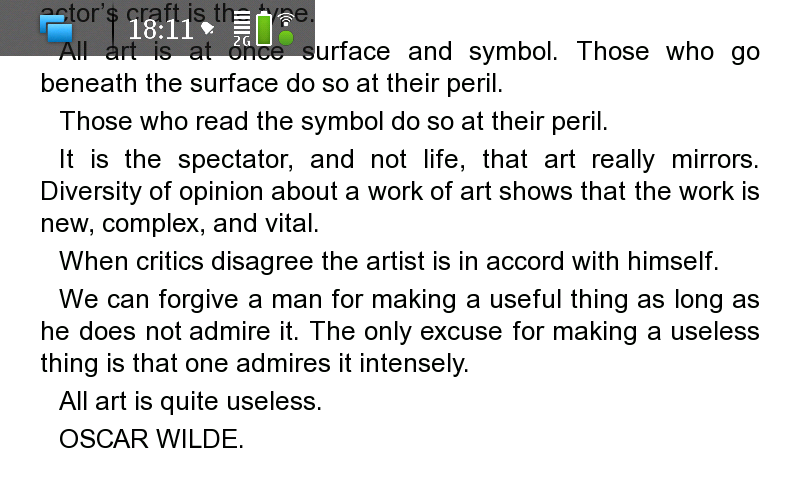 actor's craft is the type.
18:11
2G
All art is at once surface and symbol. Those who go
beneath the surface do so at their peril.
Those who read the symbol do so at their peril.
It is the spectator, and not life, that art really mirrors.
Diversity of opinion about a work of art shows that the work is
new, complex, and vital.
When critics disagree the artist is in accord with himself.
We can forgive a man for making a useful thing as long as
he does not admire it. The only excuse for making a useless
thing is that one admires it intensely.
All art is quite useless.
OSCAR WILDE.